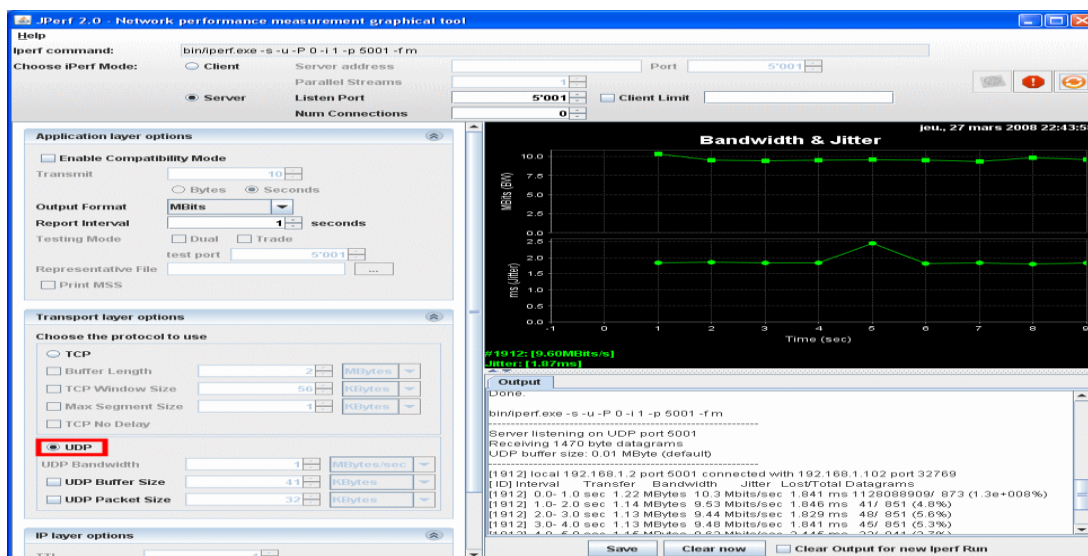 JPerf 2.0 - Network performance measurement graphical tool
Help
Iperf command: bin/iperf.exe -s -u -P 0 -i 1 -p 5001 -f m
Choose iPerf Mode: Client Server address Port 5'001
Parallel Streams 1
Server Listen Port 5'001 Client Limit
Num Connections 0
Application layer options
Enable Compatibility Mode
Transmit 10
Bytes Seconds
Output Format MBits
Report Interval 1 seconds
Testing Mode Dual Trade
test port 5'001
Representative File ...
Print MSS
Transport layer options
Choose the protocol to use
TCP
Buffer Length 2 MBytes
TCP Window Size 56 KBytes
Max Segment Size 1 KBytes
TCP No Delay
UDP
UDP Bandwidth 1 MBytes/sec
UDP Buffer Size 41 KBytes
UDP Packet Size 32 KBytes
IP layer options
TTL 1
jeu., 27 mars 2008 22:43:5
Bandwidth & Jitter
MBits (BW)
10.0
7.5
5.0
2.5
0.0
ms (Jitter)
2.5
2.0
1.5
1.0
0.5
0.0
-1 0 1 2 3 4 5 6 7 8 9
Time (sec)
#1912: [9.60MBits/s]
Jitter: [1.87ms]
Output
Done.
bin/iperf.exe -s -u -P 0 -i 1 -p 5001 -f m
------------------------------------------------------------
Server listening on UDP port 5001
Receiving 1470 byte datagrams
UDP buffer size: 0.01 MByte (default)
------------------------------------------------------------
[1912] local 192.168.1.2 port 5001 connected with 192.168.1.102 port 32769
[ ID] Interval Transfer Bandwidth Jitter Lost/Total Datagrams
[1912] 0.0- 1.0 sec 1.22 MBytes 10.3 Mbits/sec 1.841 ms 1128088909/ 873 (1.3e+008%)
[1912] 1.0- 2.0 sec 1.14 MBytes 9.53 Mbits/sec 1.846 ms 41/ 851 (4.8%)
[1912] 2.0- 3.0 sec 1.13 MBytes 9.44 Mbits/sec 1.829 ms 48/ 851 (5.6%)
[1912] 3.0- 4.0 sec 1.13 MBytes 9.48 Mbits/sec 1.841 ms 45/ 851 (5.3%)
Save Clear now Clear Output for new Iperf Run